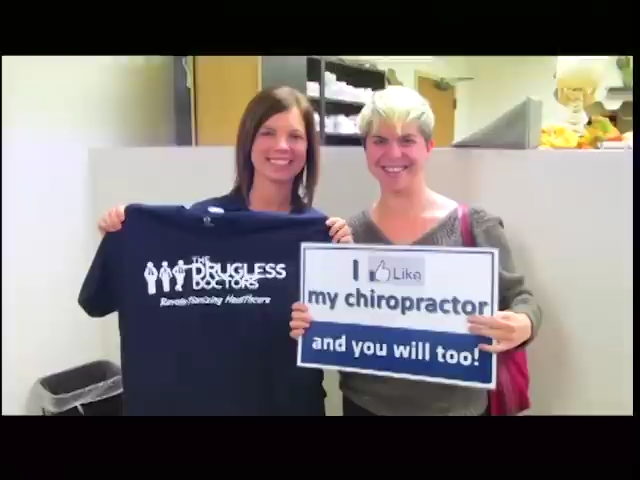 THE
DRUGLESS
DOCTORS
Revolutionizing Healthcare
I Like
my chiropractor
and you will too!